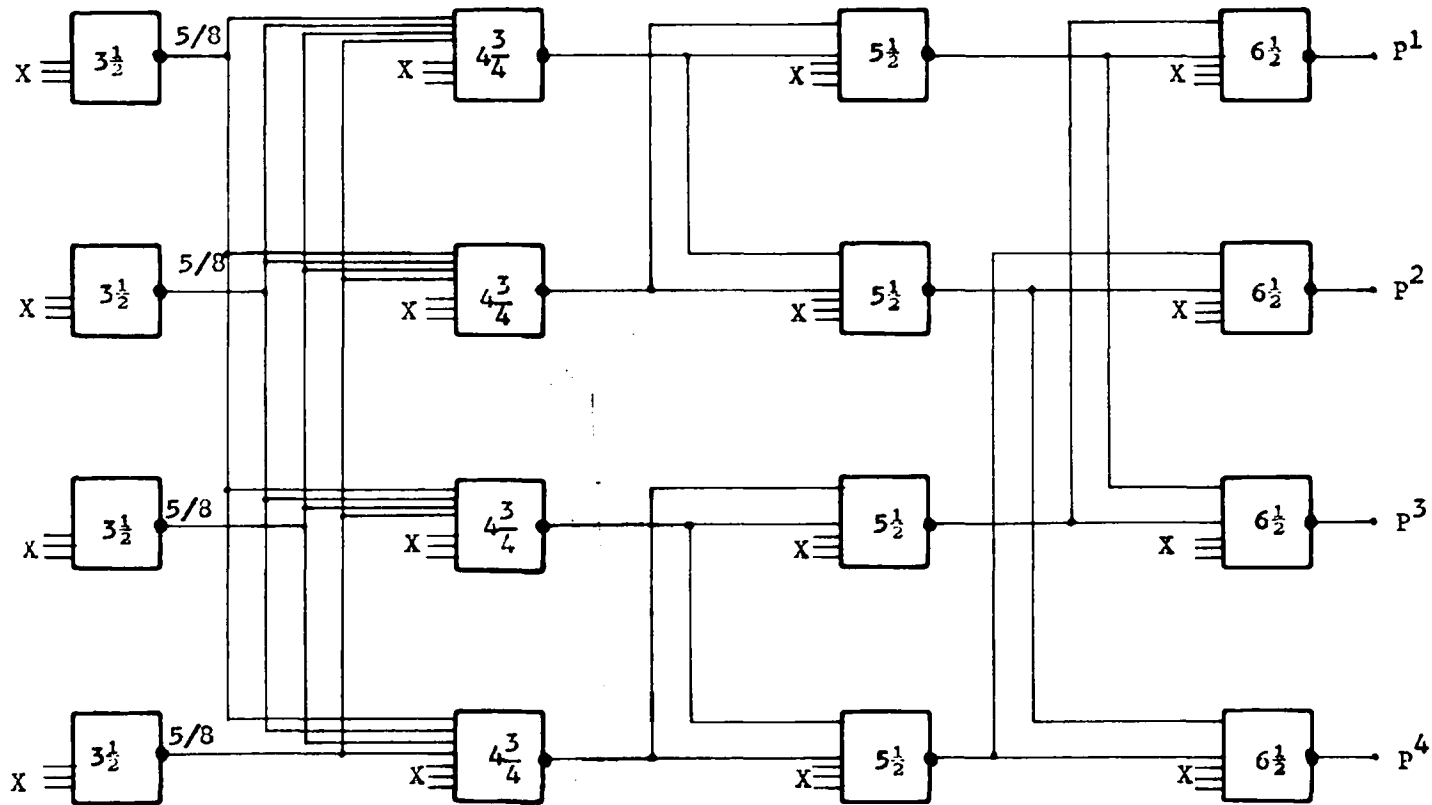 5/8
X 3½ X 4¾ X 5½ X 6½ P¹
5/8
X 3½ X 4¾ X 5½ X 6½ P²
5/8
X 3½ X 4¾ X 5½ X 6½ P³
5/8
X 3½ X 4¾ X 5½ X 6½ P⁴